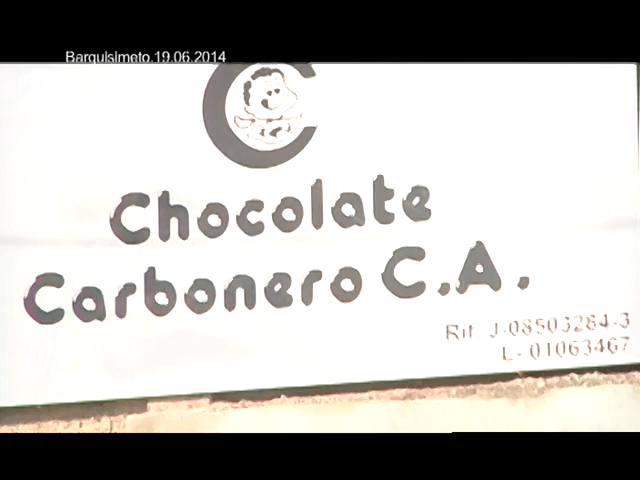 Barquisimeto,19.06.2014
Chocolate
Carbonero C.A.
Rif: J-08503284-3
L- 01063467